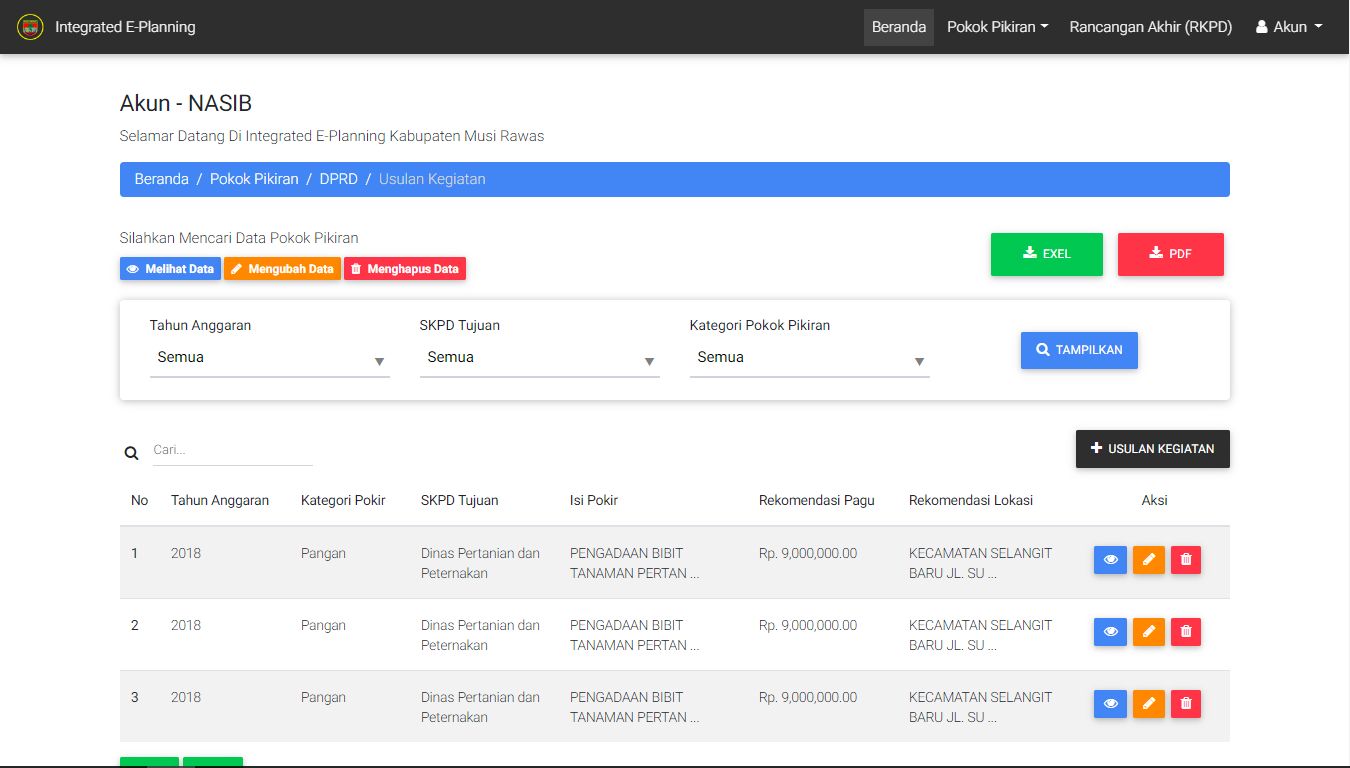 Integrated E-Planning Beranda Pokok Pikiran Rancangan Akhir (RKPD) Akun
Akun - NASIB
Selamar Datang Di Integrated E-Planning Kabupaten Musi Rawas
Beranda / Pokok Pikiran / DPRD / Usulan Kegiatan
Silahkan Mencari Data Pokok Pikiran
Melihat Data Mengubah Data Menghapus Data
EXEL PDF
Tahun Anggaran SKPD Tujuan Kategori Pokok Pikiran
Semua Semua Semua
TAMPILKAN
Cari...
USULAN KEGIATAN
No Tahun Anggaran Kategori Pokir SKPD Tujuan Isi Pokir Rekomendasi Pagu Rekomendasi Lokasi Aksi
1 2018 Pangan Dinas Pertanian dan PENGADAAN BIBIT Rp. 9,000,000.00 KECAMATAN SELANGIT
Peternakan TANAMAN PERTAN ... BARU JL. SU ...
2 2018 Pangan Dinas Pertanian dan PENGADAAN BIBIT Rp. 9,000,000.00 KECAMATAN SELANGIT
Peternakan TANAMAN PERTAN ... BARU JL. SU ...
3 2018 Pangan Dinas Pertanian dan PENGADAAN BIBIT Rp. 9,000,000.00 KECAMATAN SELANGIT
Peternakan TANAMAN PERTAN ... BARU JL. SU ...